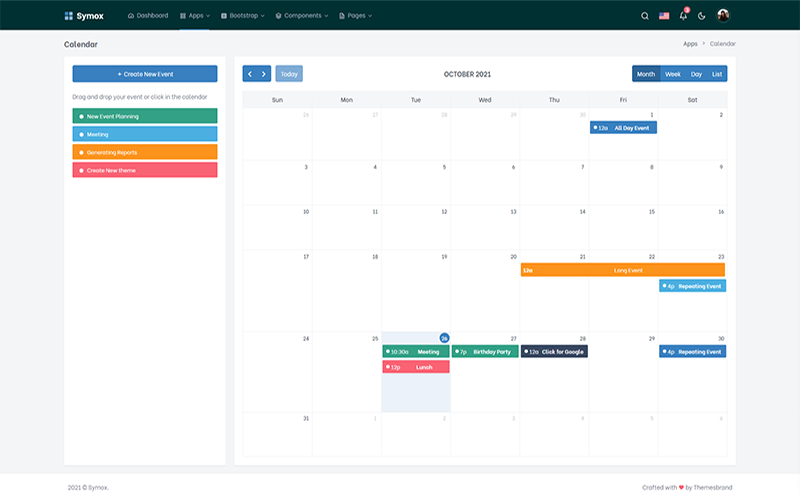 Symox Dashboard Apps Bootstrap Components Pages 3
Calendar Apps > Calendar
+ Create New Event
Drag and drop your event or click in the calendar
New Event Planning
Meeting
Generating Reports
Create New theme
Today OCTOBER 2021 Month Week Day List
Sun Mon Tue Wed Thu Fri Sat
26 27 28 29 30 1 2
12a All Day Event
3 4 5 6 7 8 9
10 11 12 13 14 15 16
17 18 19 20 21 22 23
12a Long Event
4p Repeating Event
24 25 26 27 28 29 30
10:30a Meeting 7p Birthday Party 12a Click for Google 4p Repeating Event
12p Lunch
31 1 2 3 4 5 6
2021 © Symox. Crafted with ❤ by Themesbrand